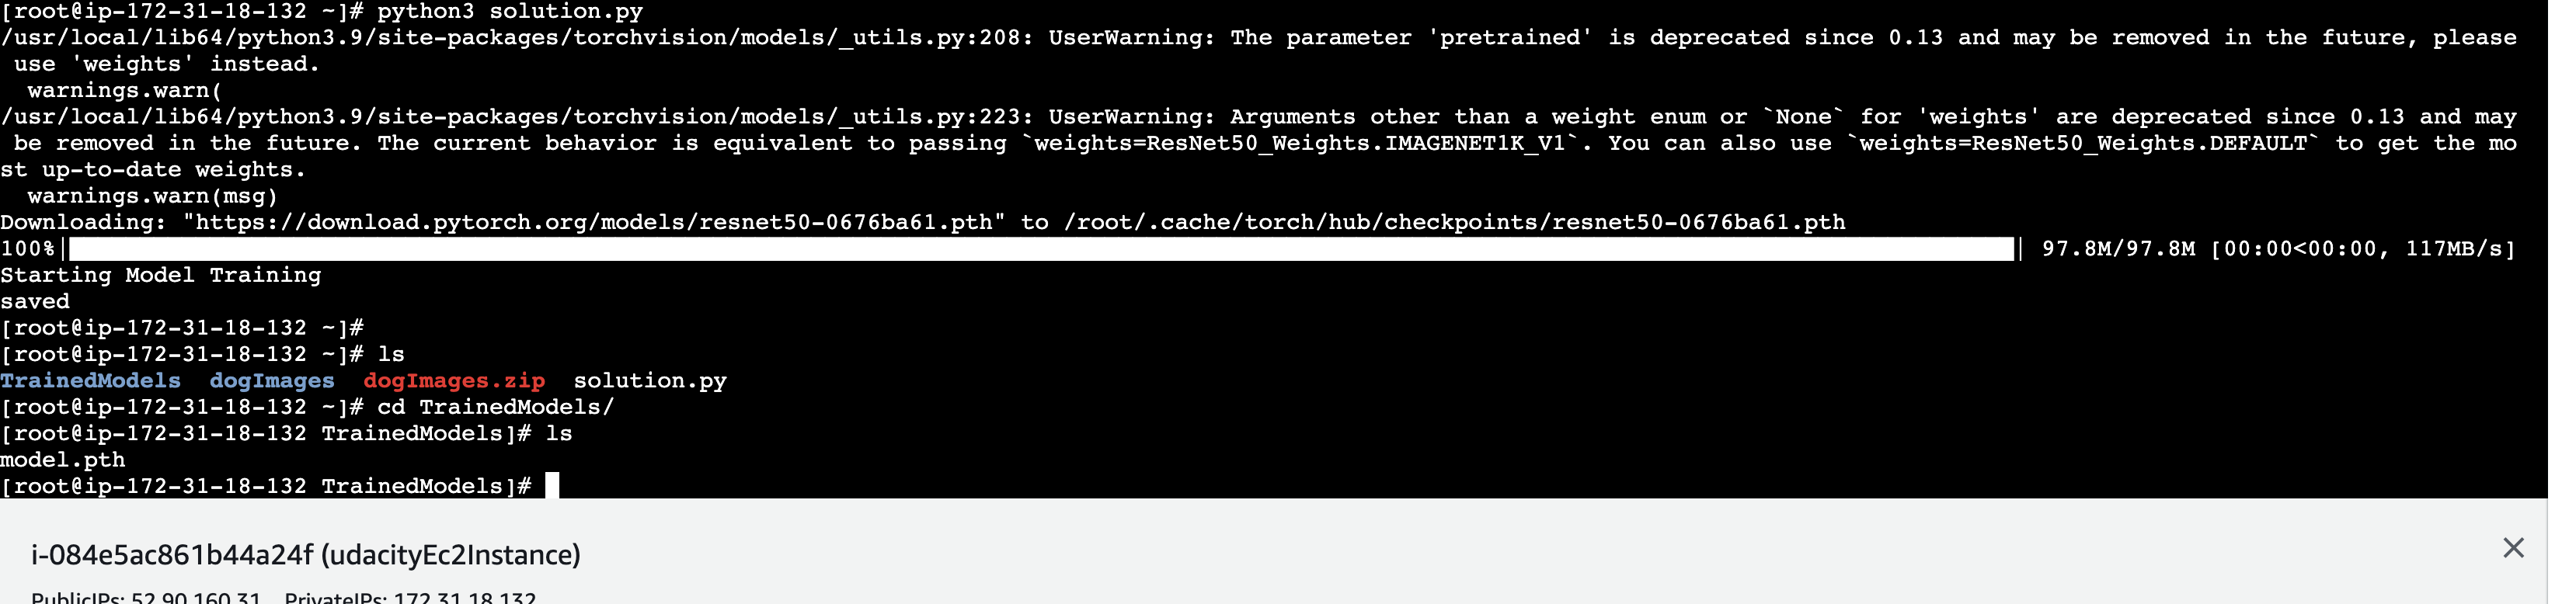 [root@ip-172-31-18-132 ~]# python3 solution.py
/usr/local/lib64/python3.9/site-packages/torchvision/models/_utils.py:208: UserWarning: The parameter 'pretrained' is deprecated since 0.13 and may be removed in the future, please
 use 'weights' instead.
  warnings.warn(
/usr/local/lib64/python3.9/site-packages/torchvision/models/_utils.py:223: UserWarning: Arguments other than a weight enum or `None` for 'weights' are deprecated since 0.13 and may
 be removed in the future. The current behavior is equivalent to passing `weights=ResNet50_Weights.IMAGENET1K_V1`. You can also use `weights=ResNet50_Weights.DEFAULT` to get the mo
st up-to-date weights.
  warnings.warn(msg)
Downloading: "https://download.pytorch.org/models/resnet50-0676ba61.pth" to /root/.cache/torch/hub/checkpoints/resnet50-0676ba61.pth
100%| | 97.8M/97.8M [00:00<00:00, 117MB/s]
Starting Model Training
saved
[root@ip-172-31-18-132 ~]#
[root@ip-172-31-18-132 ~]# ls
TrainedModels  dogImages  dogImages.zip  solution.py
[root@ip-172-31-18-132 ~]# cd TrainedModels/
[root@ip-172-31-18-132 TrainedModels]# ls
model.pth
[root@ip-172-31-18-132 TrainedModels]#
i-084e5ac861b44a24f (udacityEc2Instance)
PublicIPs: 52.90.160.31   PrivateIPs: 172.31.18.132